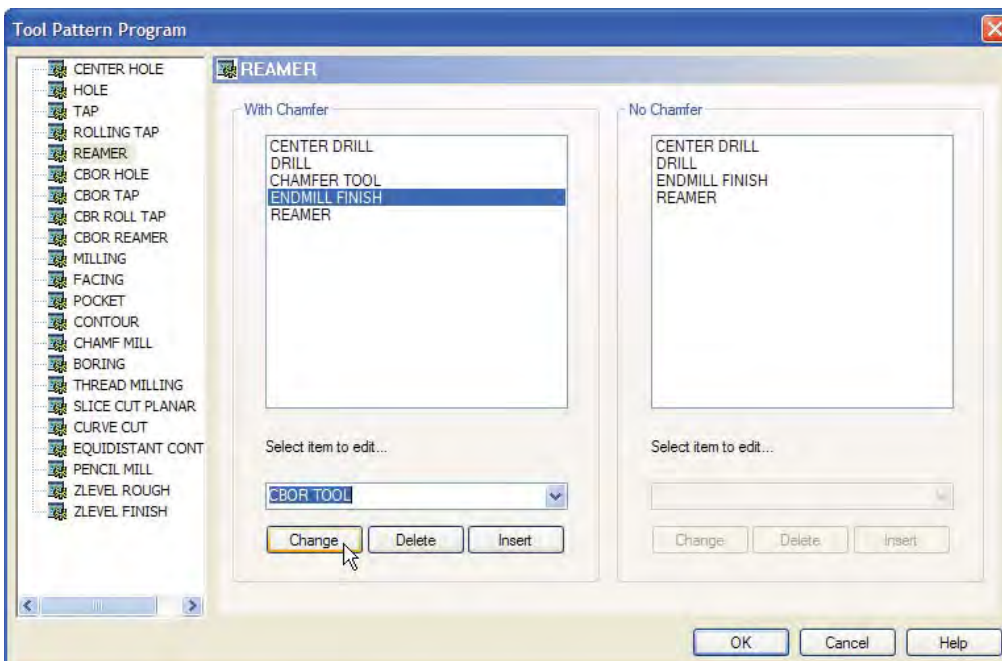 Tool Pattern Program
CENTER HOLE
HOLE
TAP
ROLLING TAP
REAMER
CBOR HOLE
CBOR TAP
CBR ROLL TAP
CBOR REAMER
MILLING
FACING
POCKET
CONTOUR
CHAMF MILL
BORING
THREAD MILLING
SLICE CUT PLANAR
CURVE CUT
EQUIDISTANT CONT
PENCIL MILL
ZLEVEL ROUGH
ZLEVEL FINISH
REAMER
With Chamfer
CENTER DRILL
DRILL
CHAMFER TOOL
ENDMILL FINISH
REAMER
Select item to edit...
CBOR TOOL
Change Delete Insert
No Chamfer
CENTER DRILL
DRILL
ENDMILL FINISH
REAMER
Select item to edit...
Change Delete Insert
OK Cancel Help